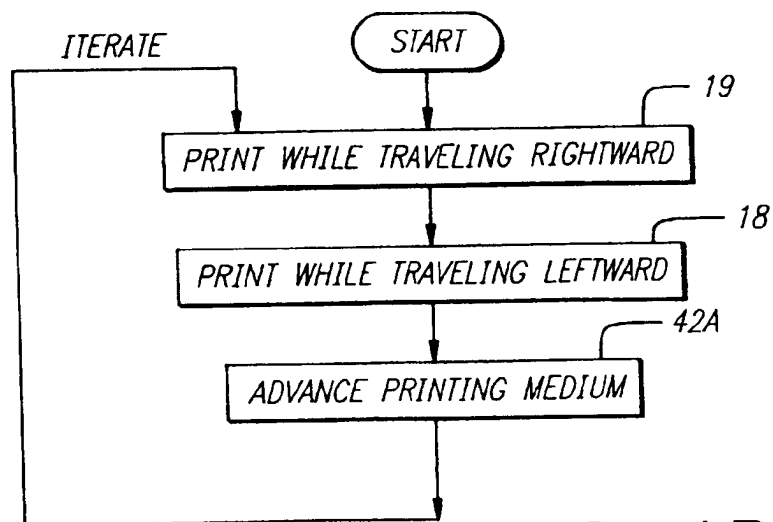 ITERATE
START
19
PRINT WHILE TRAVELING RIGHTWARD
18
PRINT WHILE TRAVELING LEFTWARD
42A
ADVANCE PRINTING MEDIUM